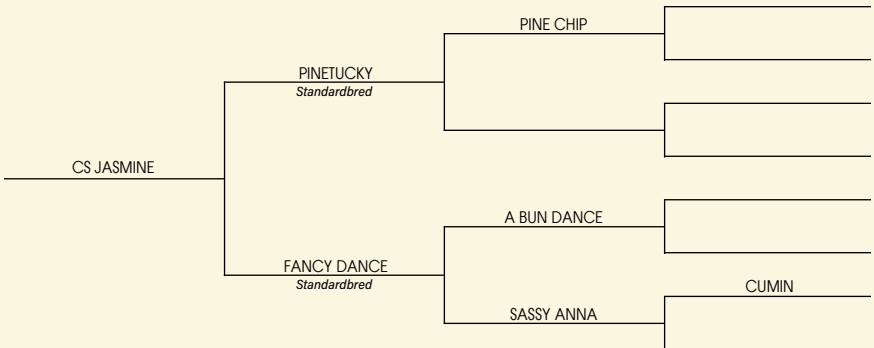 PINE CHIP
PINETUCKY
Standardbred
CS JASMINE
A BUN DANCE
FANCY DANCE
Standardbred
CUMIN
SASSY ANNA